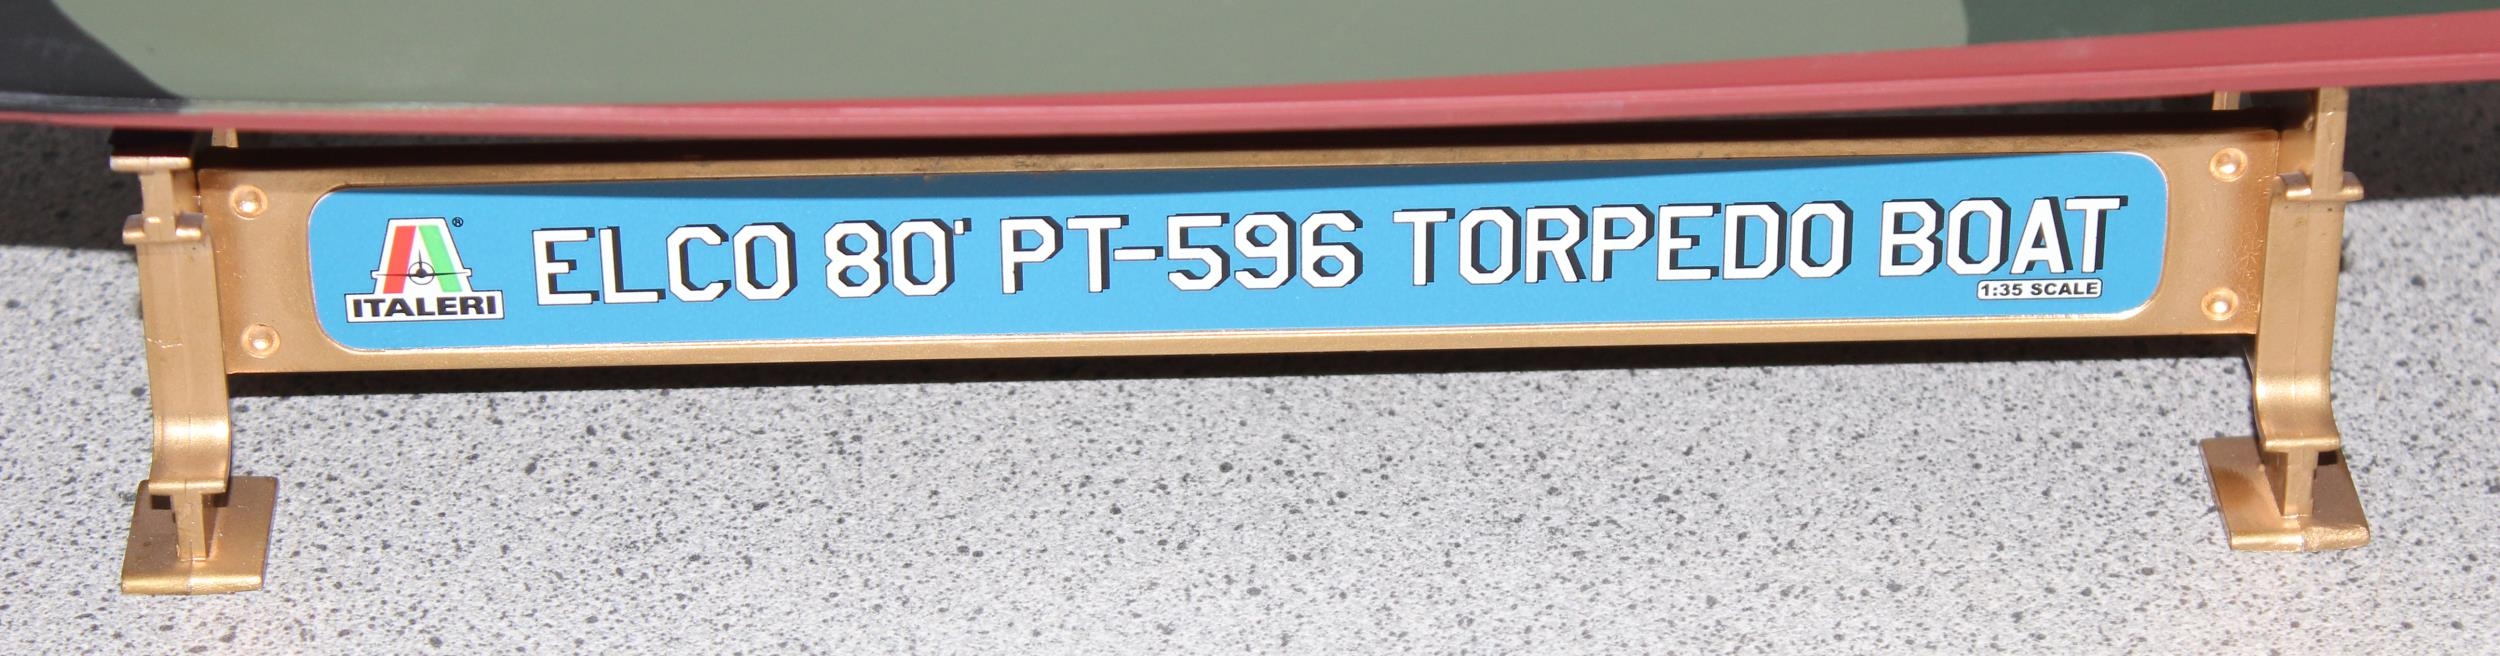 ITALERI®
ELCO 80' PT-596 TORPEDO BOAT
1:35 SCALE